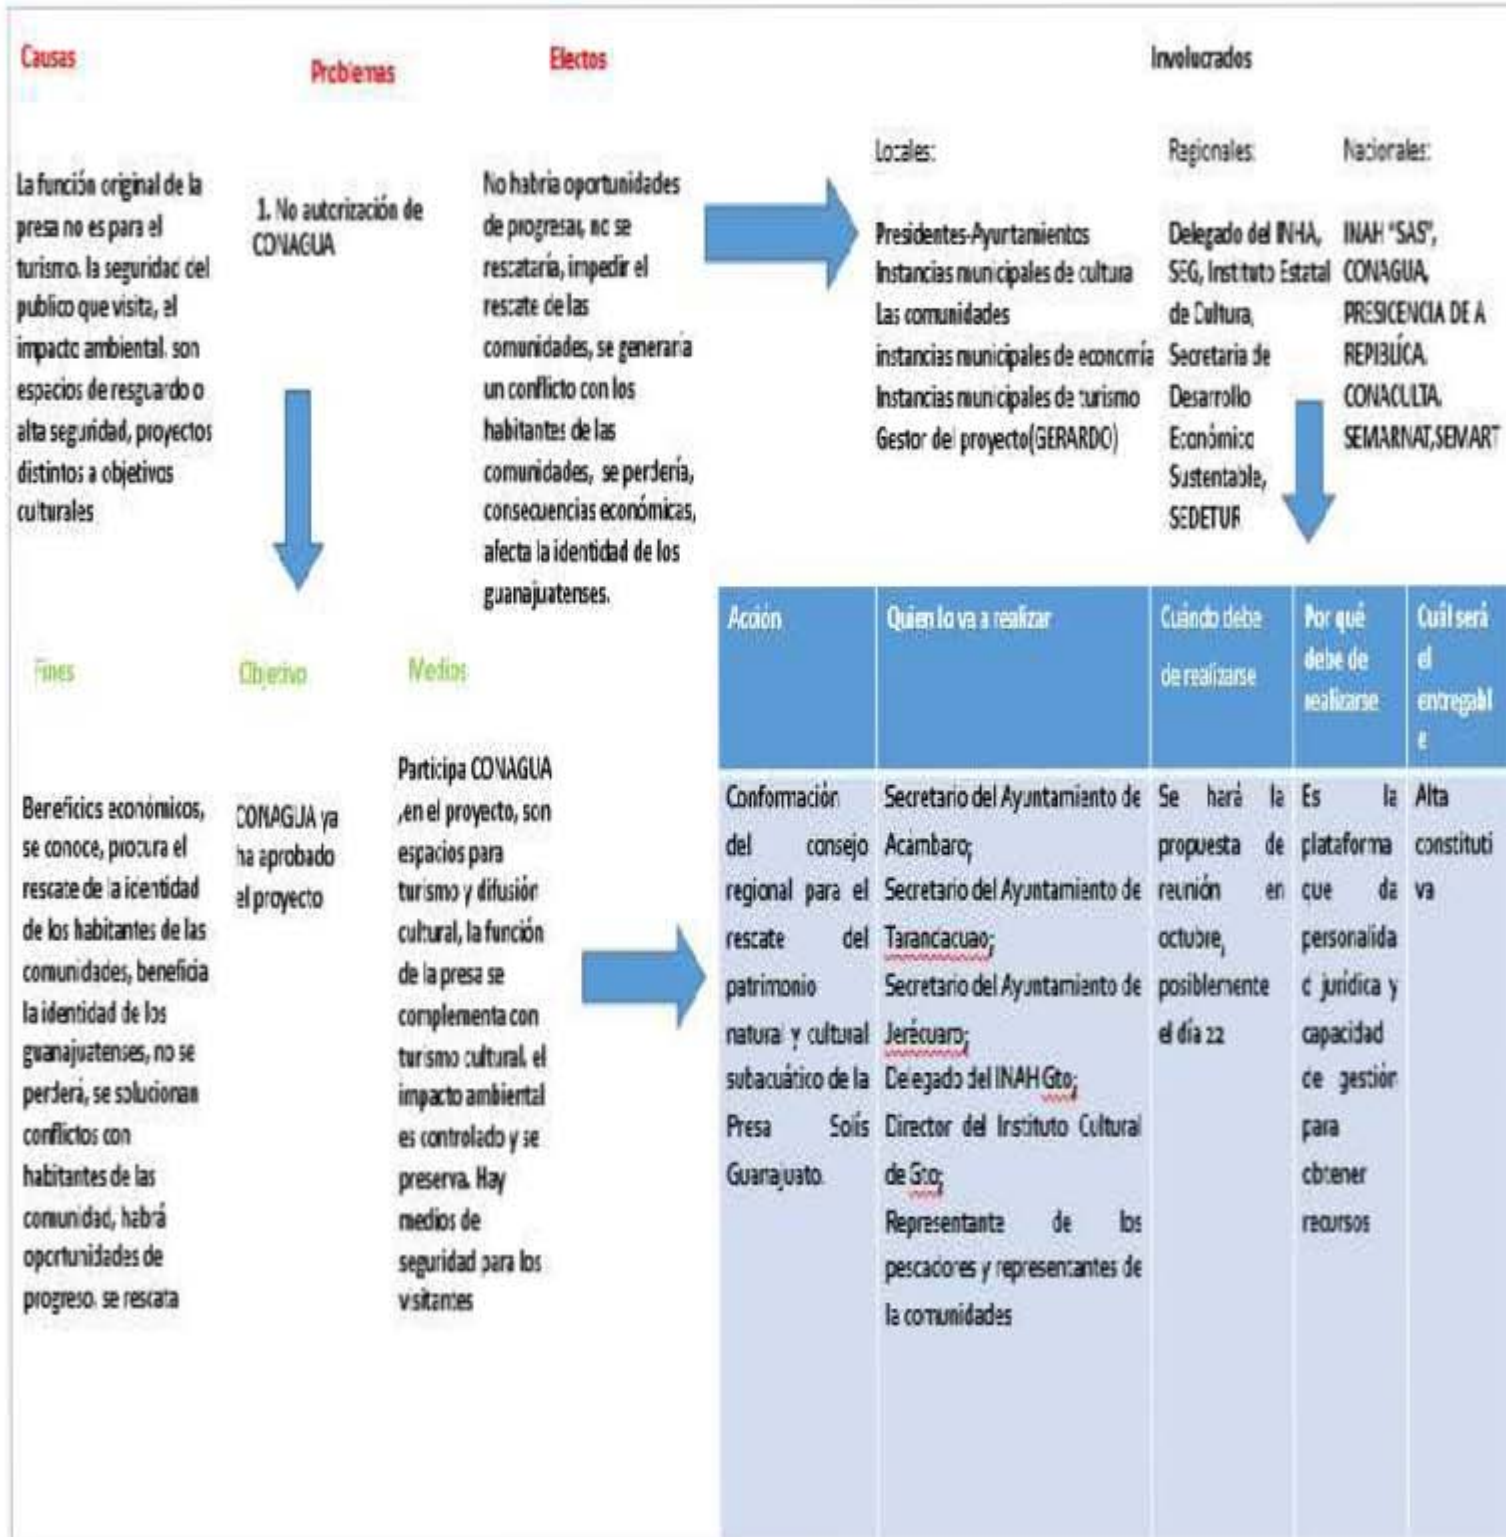 Causas
Problemas
Efectos
Involucrados
La función original de la
presa no es para el
turismo. la seguridad del
publico que visita, el
impacto ambiental. son
espacios de resguardo o
alta seguridad, proyectos
distintos a objetivos
culturales
1. No autorización de
CONAGUA
No habria oportunidades
de progresar, no se
rescataría, impedir el
rescate de las
comunidades, se generaria
un conflicto con los
habitantes de las
comunidades, se perdería,
consecuencias económicas,
afecta la identidad de los
guanajuatenses.
Locales:
Presidentes-Ayurtamientos
Instancias municipales de cultura
Las comunidades
instancias municipales de economía
Instancias municipales de turismo
Gestor del proyecto(GERARDO)
Regionales:
Delegado del INHA,
SEG, Instituto Estatal
de Cultura,
Secretaria de
Desarrollo
Económico
Sustentable,
SEDETUR
Nacionales:
INAH "SAS",
CONAGUA,
PRESICENCIA DE A
REPIBLÍCA.
CONACULTA.
SEMARNAT,SEMART
Fines
Objetivo
Medios
Beneficios económicos,
se conoce, procura el
rescate de la identidad
de los habitantes de las
comunidades, beneficia
la identidad de los
guanajuatenses, no se
perderá, se solucionan
conflictos con
habitantes de las
comunidad, habrá
oportunidades de
progreso. se rescata
CONAGUA ya
ha aprobado
el proyecto
Participa CONAGUA
,en el proyecto, son
espacios para
turismo y difusión
cultural, la función
de la presa se
complementa con
turismo cultural. el
impacto ambiental
es controlado y se
preserva. Hay
medios de
seguridad para los
visitantes
Acción
Quien lo va a realizar
Cuándo debe
de realizarse
Por qué
debe de
realizarse
Cuál será
el
entregabl
e
Conformación
del consejo
regional para el
rescate del
patrimonio
natural y cultural
subacuático de la
Presa Solís
Guanajuato.
Secretario del Ayuntamiento de
Acámbaro;
Secretario del Ayuntamiento de
Tarandacuao;
Secretario del Ayuntamiento de
Jerécuaro;
Delegado del INAH Gto;
Director del Instituto Cultural
de Gto;
Representante de los
pescadores y representantes de
la comunidades
Se hará la
propuesta de
reunión en
octubre,
posiblemente
el día 22
Es la
plataforma
que da
personalida
d jurídica y
capacidad
de gestión
para
obtener
recursos
Alta
constituti
va